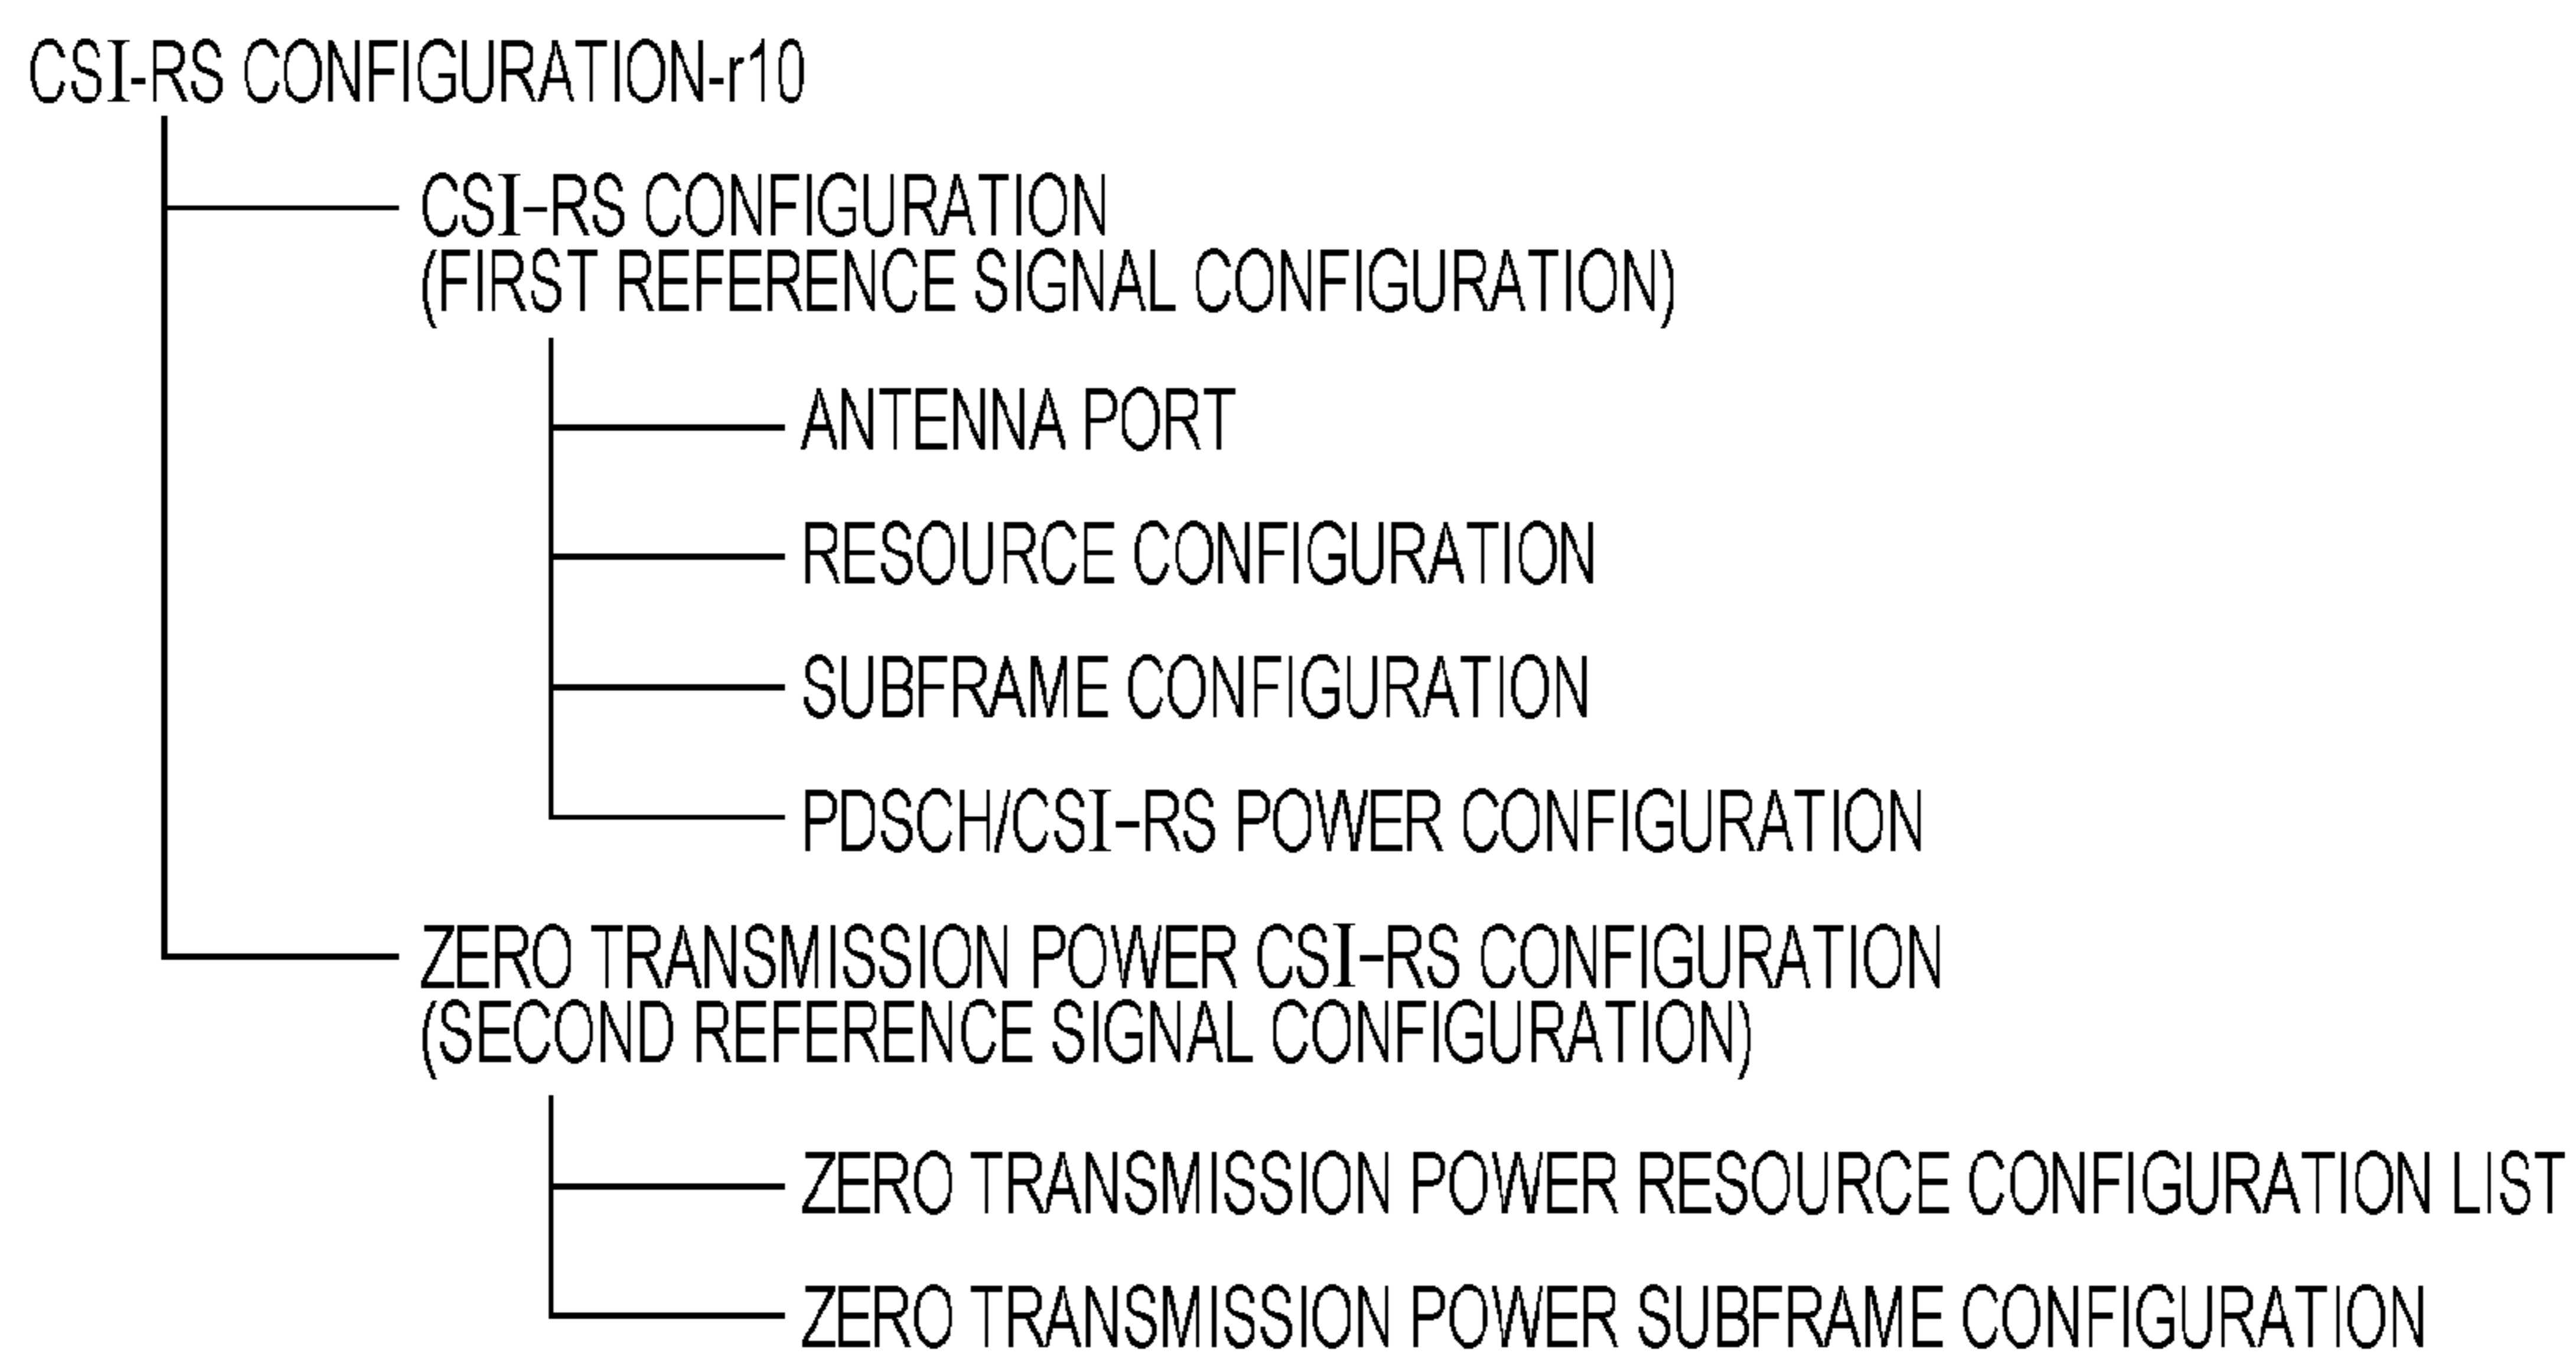 CSI-RS CONFIGURATION-r10
CSI-RS CONFIGURATION
(FIRST REFERENCE SIGNAL CONFIGURATION)
ANTENNA PORT
RESOURCE CONFIGURATION
SUBFRAME CONFIGURATION
PDSCH/CSI-RS POWER CONFIGURATION
ZERO TRANSMISSION POWER CSI-RS CONFIGURATION
(SECOND REFERENCE SIGNAL CONFIGURATION)
ZERO TRANSMISSION POWER RESOURCE CONFIGURATION LIST
ZERO TRANSMISSION POWER SUBFRAME CONFIGURATION